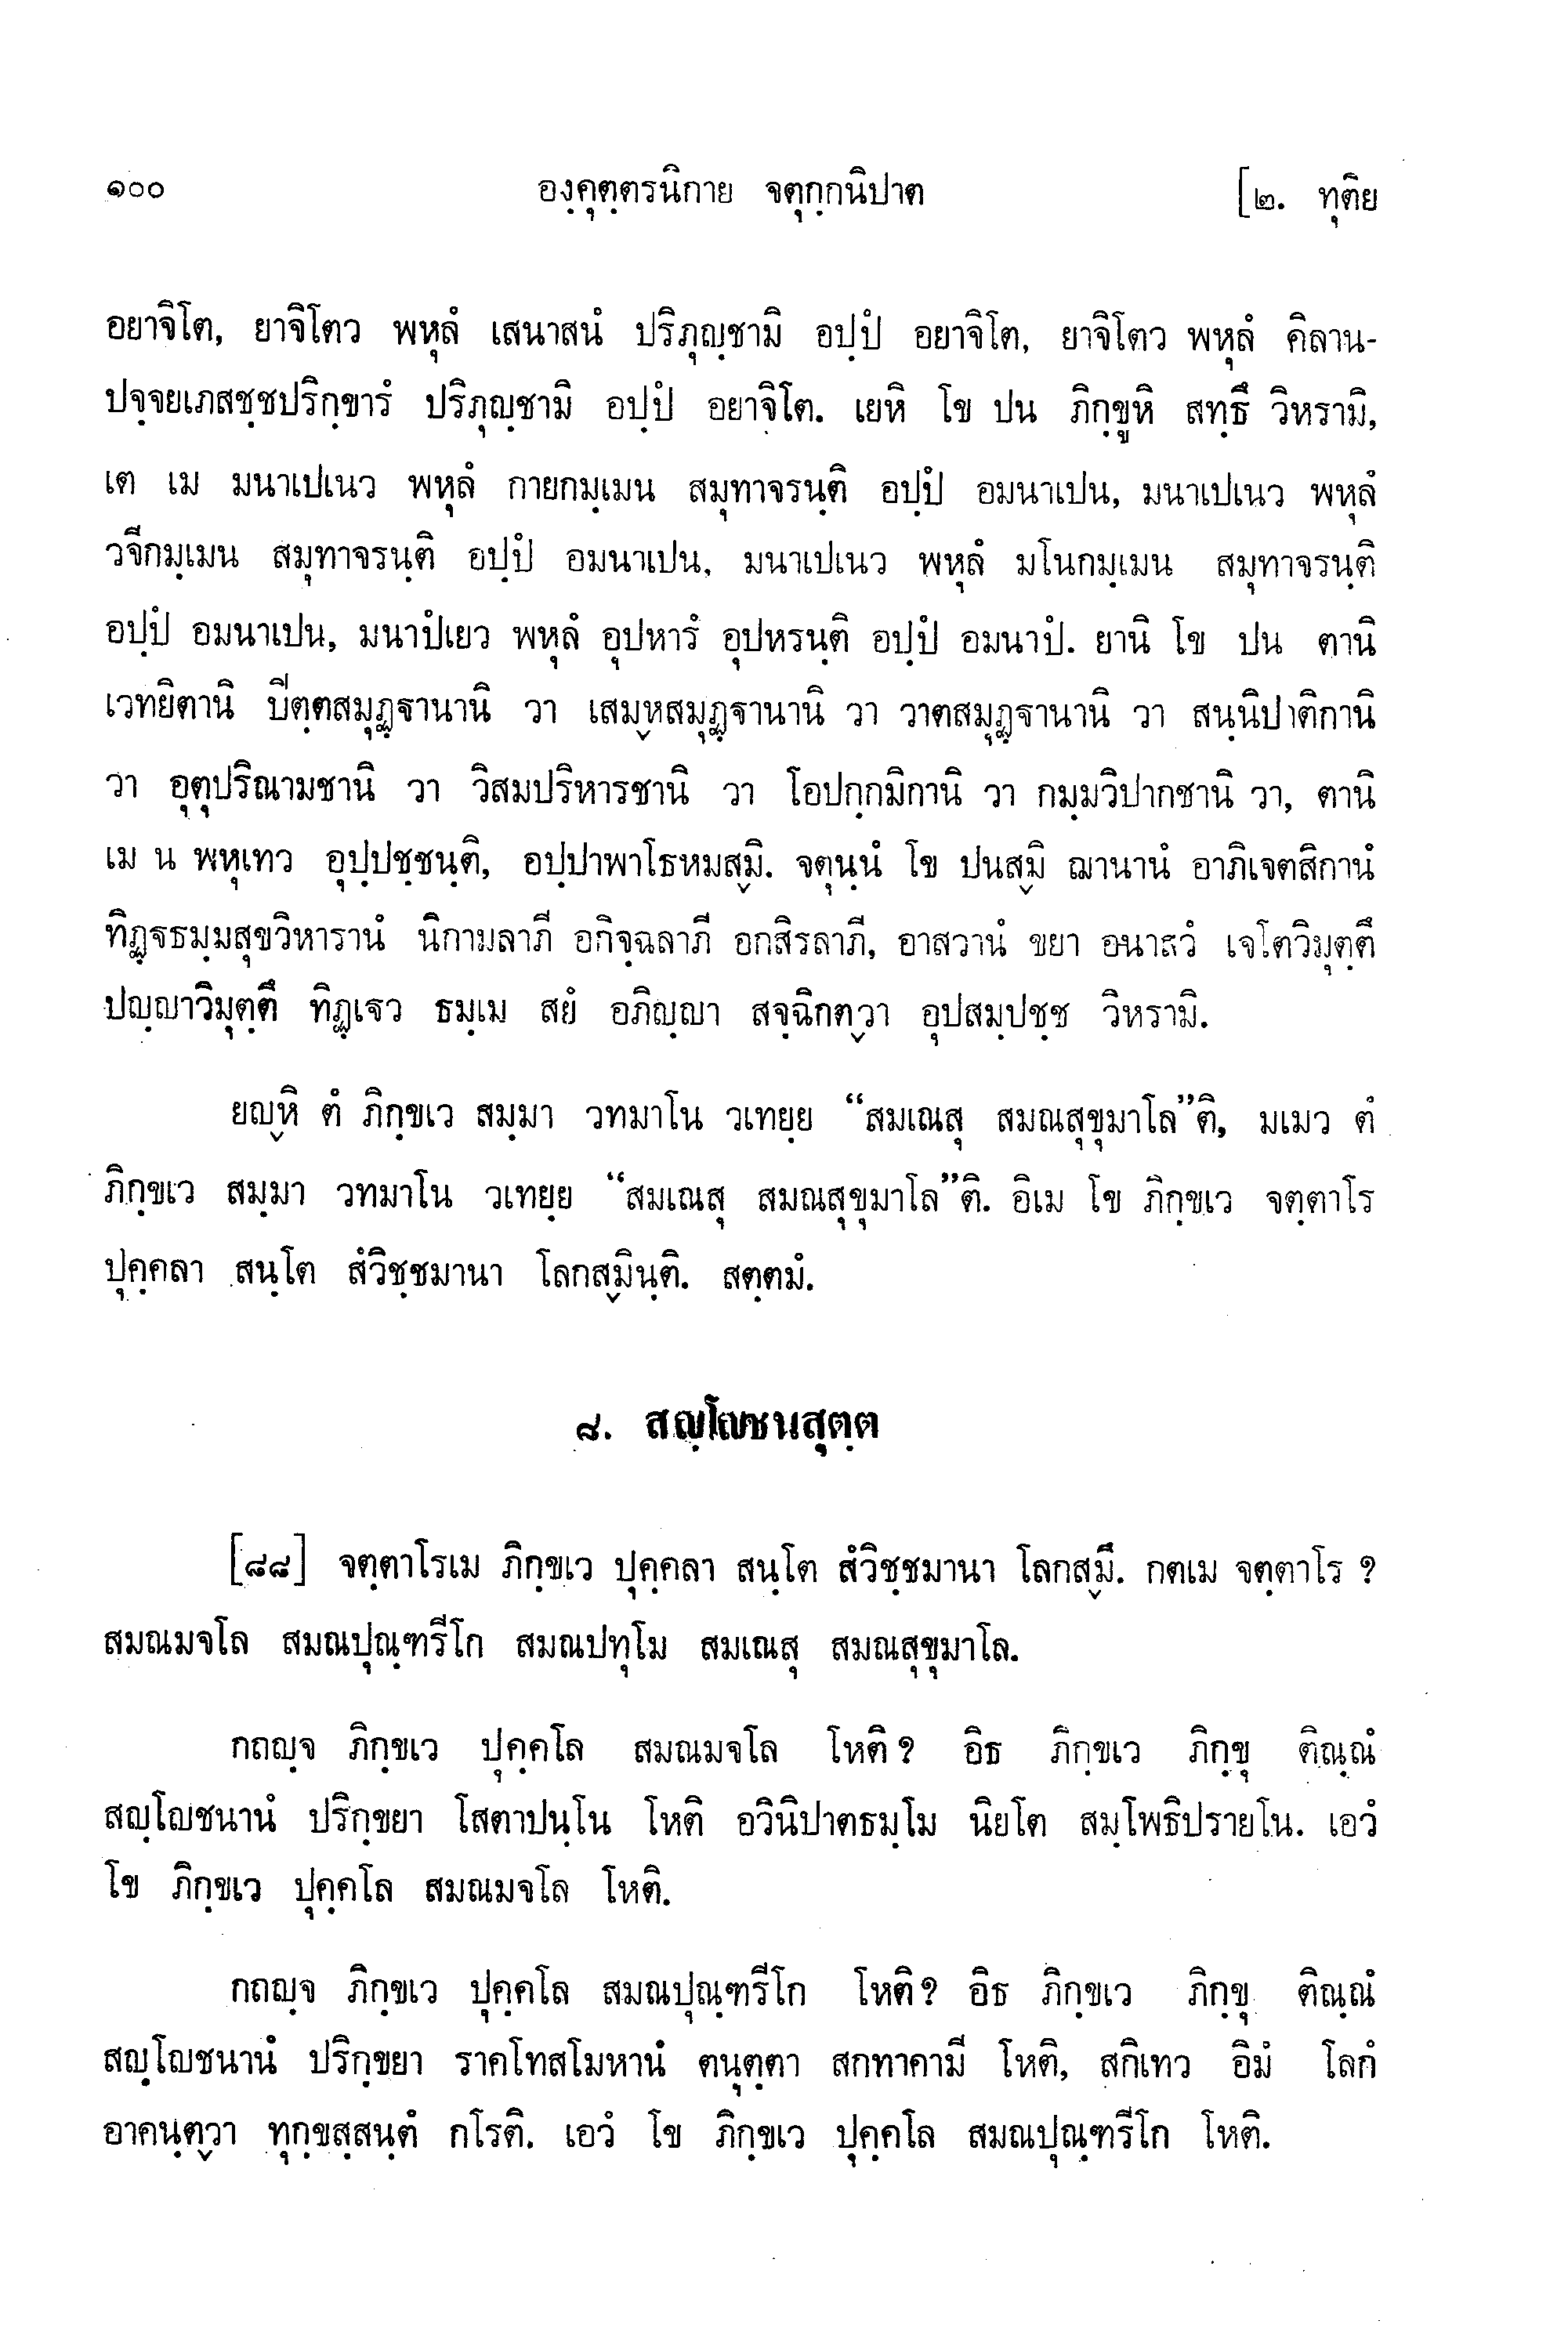 ๑๐๐ องฺคุตฺตรนิกาย จตุกฺกนิปาต [๒. ทุติย
อยาจิโต, ยาจิโตว พหุลํ เสนาสนํ ปริภุญฺชามิ อปฺปํ อยาจิโต, ยาจิโตว พหุลํ คิลาน-
ปจฺจยเภสชฺชปริกฺขารํ ปริภุญฺชามิ อปฺปํ อยาจิโต. เยหิ โข ปน ภิกฺขูหิ สทฺธึ วิหรามิ,
เต เม มนาเปเนว พหุลํ กายกมฺเมน สมุทาจรนฺติ อปฺปํ อมนาเปน, มนาเปเนว พหุลํ
วจีกมฺเมน สมุทาจรนฺติ อปฺปํ อมนาเปน, มนาเปเนว พหุลํ มโนกมฺเมน สมุทาจรนฺติ
อปฺปํ อมนาเปน, มนาปํเยว พหุลํ อุปหารํ อุปหรนฺติ อปฺปํ อมนาปํ. ยานิ โข ปน ตานิ
เวทยิตานิ ปิตฺตสมุฏฺฐานานิ วา เสมฺหสมุฏฺฐานานิ วา วาตสมุฏฺฐานานิ วา สนฺนิปาติกานิ
วา อุตุปริณามชานิ วา วิสมปริหารชานิ วา โอปกฺกมิกานิ วา กมฺมวิปากชานิ วา, ตานิ
เม น พหุเทว อุปฺปชฺชนฺติ, อปฺปาพาโธหมสฺมิ. จตุนฺนํ โข ปนสฺมิ ฌานานํ อาภิเจตสิกานํ
ทิฏฺฐธมฺมสุขวิหารานํ นิกามลาภี อกิจฺฉลาภี อกสิรลาภี, อาสวานํ ขยา อนาสวํ เจโตวิมุตฺตึ
ปญฺญาวิมุตฺตึ ทิฏฺเฐว ธมฺเม สยํ อภิญฺญา สจฺฉิกตฺวา อุปสมฺปชฺช วิหรามิ.
ยญฺหิ ตํ ภิกฺขเว สมฺมา วทมาโน วเทยฺย “สมเณสุ สมณสุขุมาโล”ติ, มเมว ตํ
ภิกฺขเว สมฺมา วทมาโน วเทยฺย “สมเณสุ สมณสุขุมาโล”ติ. อิเม โข ภิกฺขเว จตฺตาโร
ปุคฺคลา สนฺโต สํวิชฺชมานา โลกสฺมินฺติ. สตฺตมํ.
๘. สญฺโญชนสุตฺต
[๘๘] จตฺตาโรเม ภิกฺขเว ปุคฺคลา สนฺโต สํวิชฺชมานา โลกสฺมึ. กตเม จตฺตาโร ?
สมณมจโล สมณปุณฺฑรีโก สมณปทุโม สมเณสุ สมณสุขุมาโล.
กถญฺจ ภิกฺขเว ปุคฺคโล สมณมจโล โหติ ? อิธ ภิกฺขเว ภิกฺขุ ติณฺณํ
สญฺโญชนานํ ปริกฺขยา โสตาปนฺโน โหติ อวินิปาตธมฺโม นิยโต สมฺโพธิปรายโน. เอวํ
โข ภิกฺขเว ปุคฺคโล สมณมจโล โหติ.
กถญฺจ ภิกฺขเว ปุคฺคโล สมณปุณฺฑรีโก โหติ ? อิธ ภิกฺขเว ภิกฺขุ ติณฺณํ
สญฺโญชนานํ ปริกฺขยา ราคโทสโมหานํ ตนุตฺตา สกทาคามี โหติ, สกิเทว อิมํ โลกํ
อาคนฺตฺวา ทุกฺขสฺสนฺตํ กโรติ. เอวํ โข ภิกฺขเว ปุคฺคโล สมณปุณฺฑรีโก โหติ.